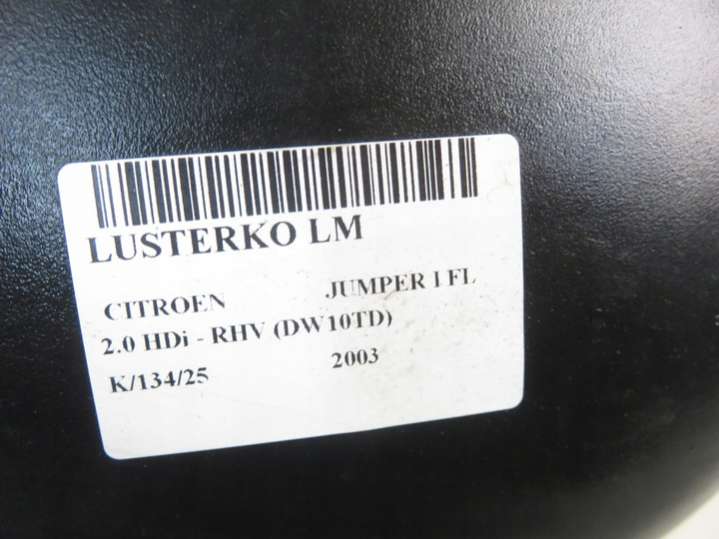 LUSTERKO LM
CITROEN JUMPER I FL
2.0 HDi - RHV (DW10TD)
K/134/25 2003